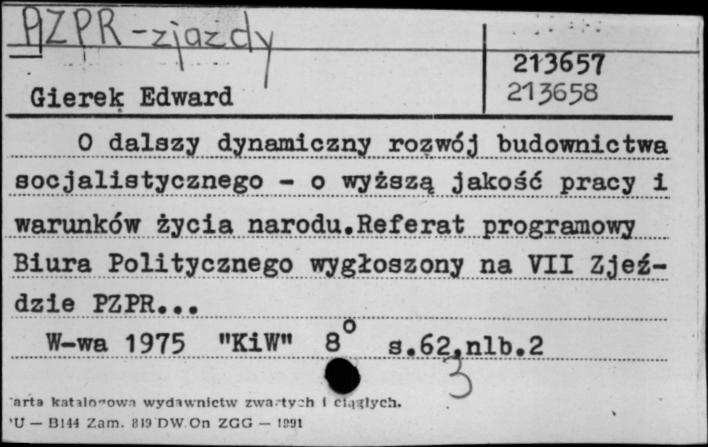 PZPR - zjazdy
213657
213658
Gierek Edward
O dalszy dynamiczny rozwój budownictwa
socjalistycznego - o wyższą jakość pracy i
warunków życia narodu.Referat programowy
Biura Politycznego wygłoszony na VII Zjeź-
dzie PZPR...
W-wa 1975 "KiW" 8° s.62,nlb.2
3
arta katalogowa wydawnictw zwartych i ciągłych.
PU — B144 Zam. 819 DW.On ZGG — 1991